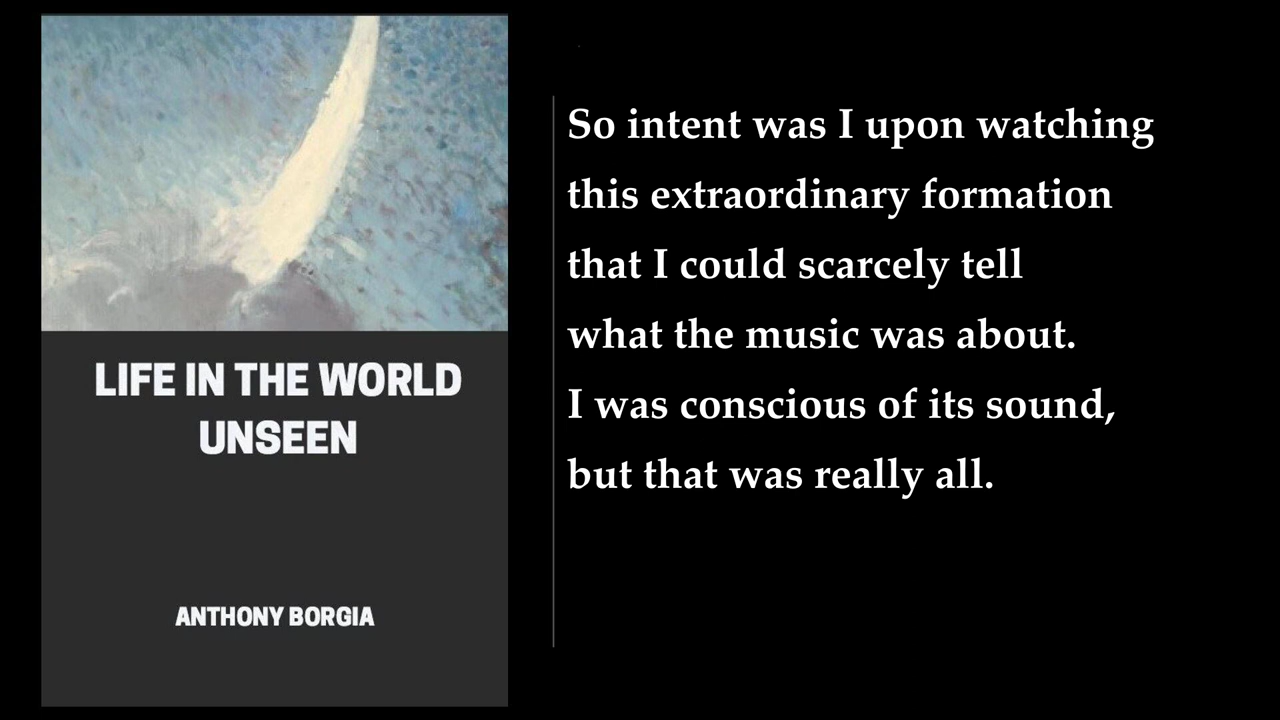 LIFE IN THE WORLD
UNSEEN
ANTHONY BORGIA
So intent was I upon watching
this extraordinary formation
that I could scarcely tell
what the music was about.
I was conscious of its sound,
but that was really all.